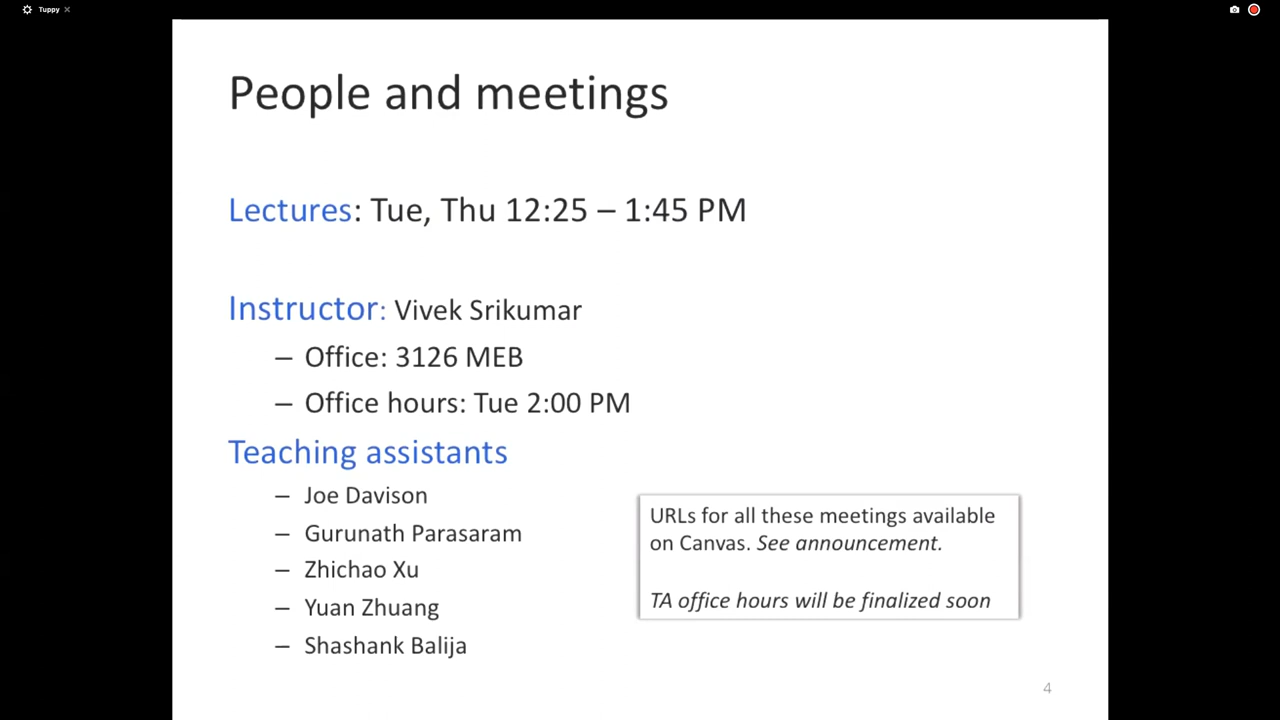 Tuppy
People and meetings
Lectures: Tue, Thu 12:25 – 1:45 PM
Instructor: Vivek Srikumar
– Office: 3126 MEB
– Office hours: Tue 2:00 PM
Teaching assistants
– Joe Davison
– Gurunath Parasaram
– Zhichao Xu
– Yuan Zhuang
– Shashank Balija
URLs for all these meetings available
on Canvas. See announcement.
TA office hours will be finalized soon
4